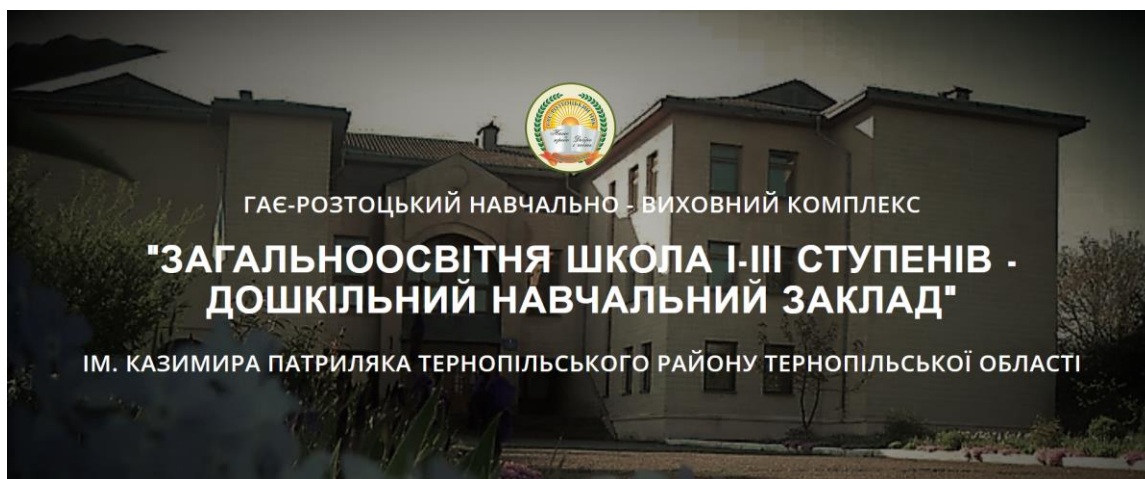 ГАЄ-РОЗТОЦЬКИЙ НАВЧАЛЬНО - ВИХОВНИЙ КОМПЛЕКС
"ЗАГАЛЬНООСВІТНЯ ШКОЛА І-ІІІ СТУПЕНІВ -
ДОШКІЛЬНИЙ НАВЧАЛЬНИЙ ЗАКЛАД"
ІМ. КАЗИМИРА ПАТРИЛЯКА ТЕРНОПІЛЬСЬКОГО РАЙОНУ ТЕРНОПІЛЬСЬКОЇ ОБЛАСТІ